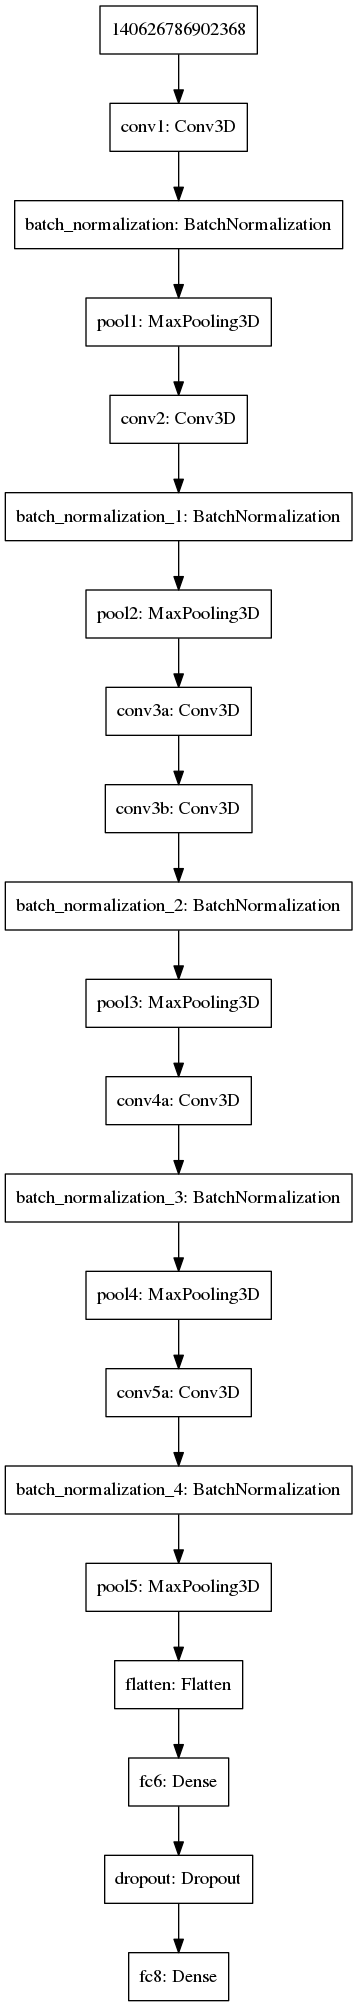 140626786902368
conv1: Conv3D
batch_normalization: BatchNormalization
pool1: MaxPooling3D
conv2: Conv3D
batch_normalization_1: BatchNormalization
pool2: MaxPooling3D
conv3a: Conv3D
conv3b: Conv3D
batch_normalization_2: BatchNormalization
pool3: MaxPooling3D
conv4a: Conv3D
batch_normalization_3: BatchNormalization
pool4: MaxPooling3D
conv5a: Conv3D
batch_normalization_4: BatchNormalization
pool5: MaxPooling3D
flatten: Flatten
fc6: Dense
dropout: Dropout
fc8: Dense